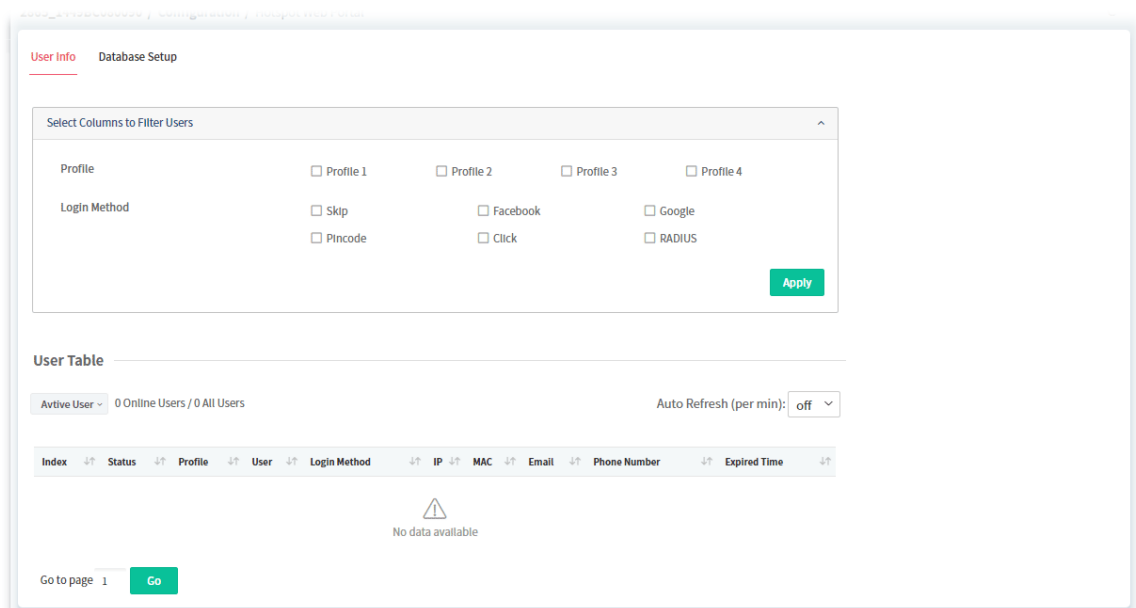 User Info Database Setup
Select Columns to Filter Users
Profile Profile 1 Profile 2 Profile 3 Profile 4
Login Method Skip Facebook Google
Pincode Click RADIUS
Apply
User Table
Avtive User 0 Online Users / 0 All Users Auto Refresh (per min): off
Index Status Profile User Login Method IP MAC Email Phone Number Expired Time
No data available
Go to page 1 Go